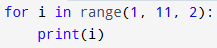 for i in range(1, 11, 2):
    print(i)